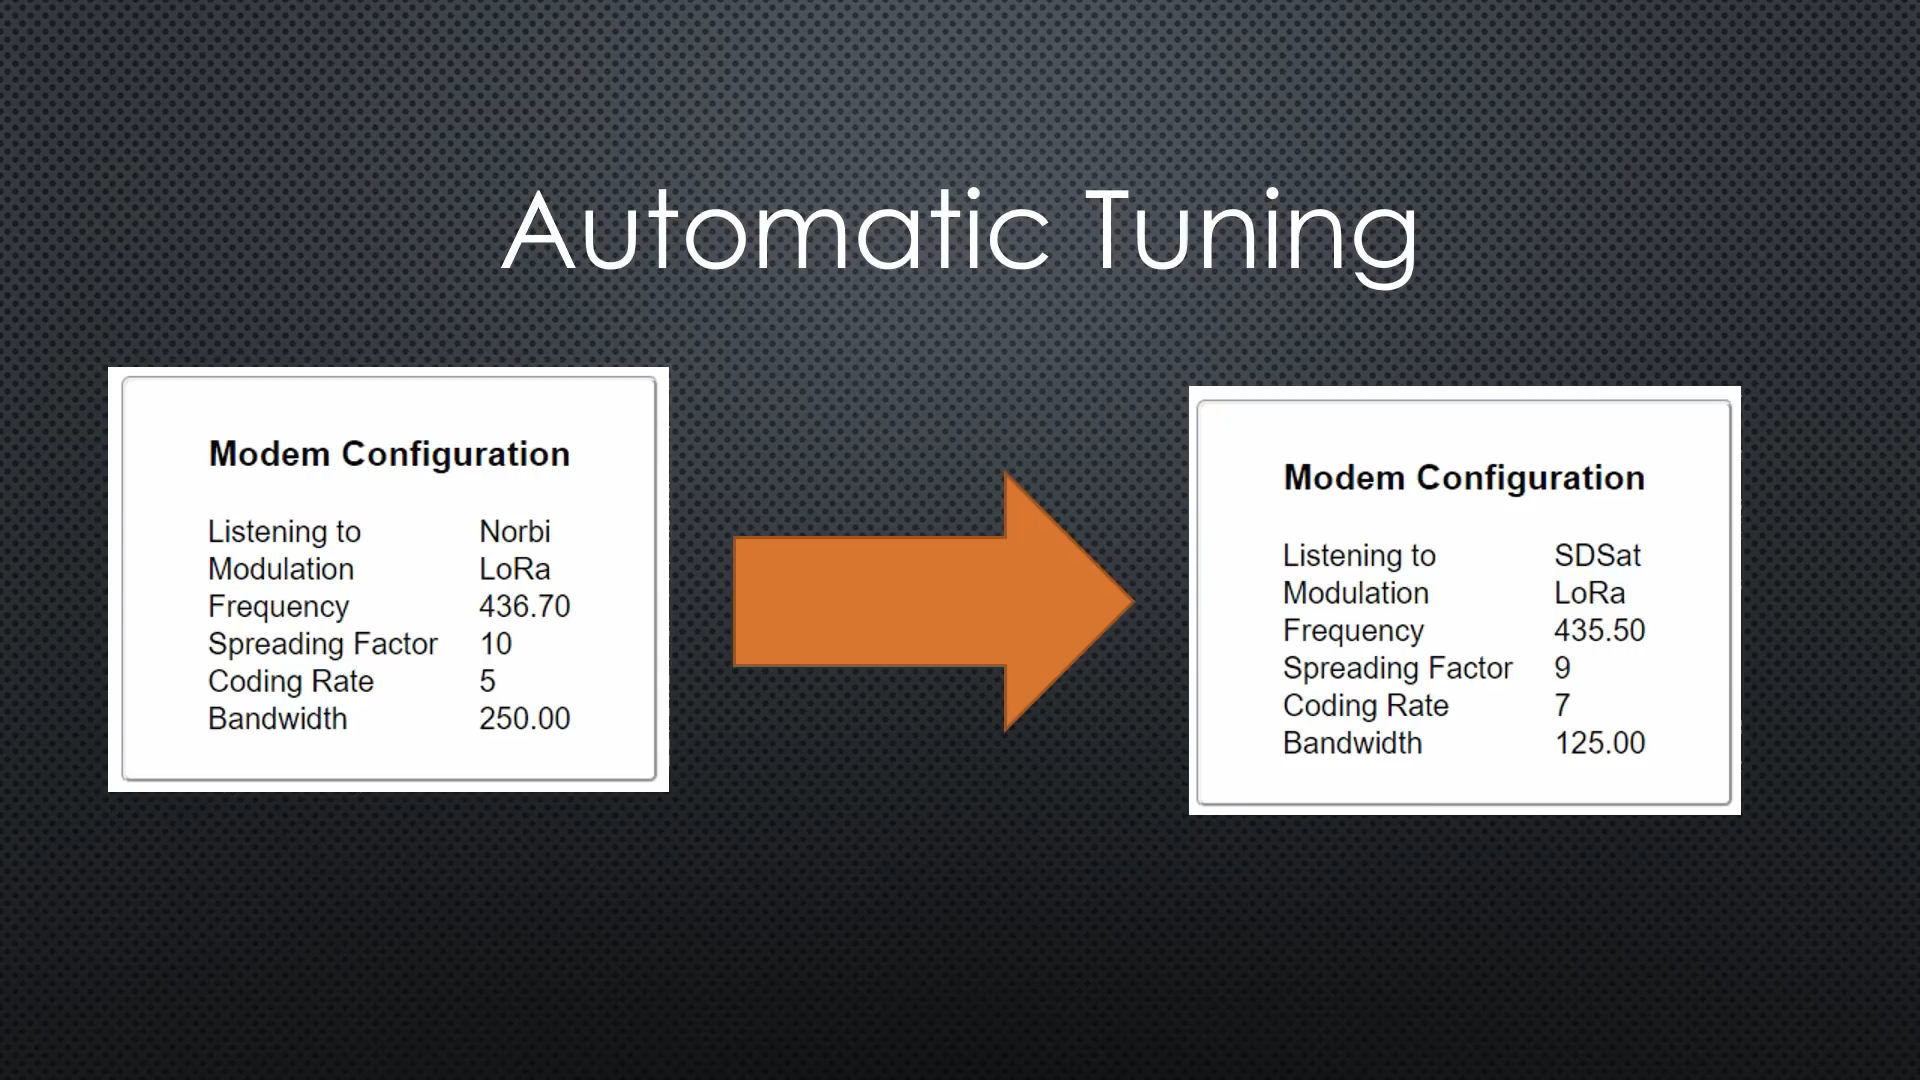 Automatic Tuning
Modem Configuration
Listening to Norbi
Modulation LoRa
Frequency 436.70
Spreading Factor 10
Coding Rate 5
Bandwidth 250.00
Modem Configuration
Listening to SDSat
Modulation LoRa
Frequency 435.50
Spreading Factor 9
Coding Rate 7
Bandwidth 125.00